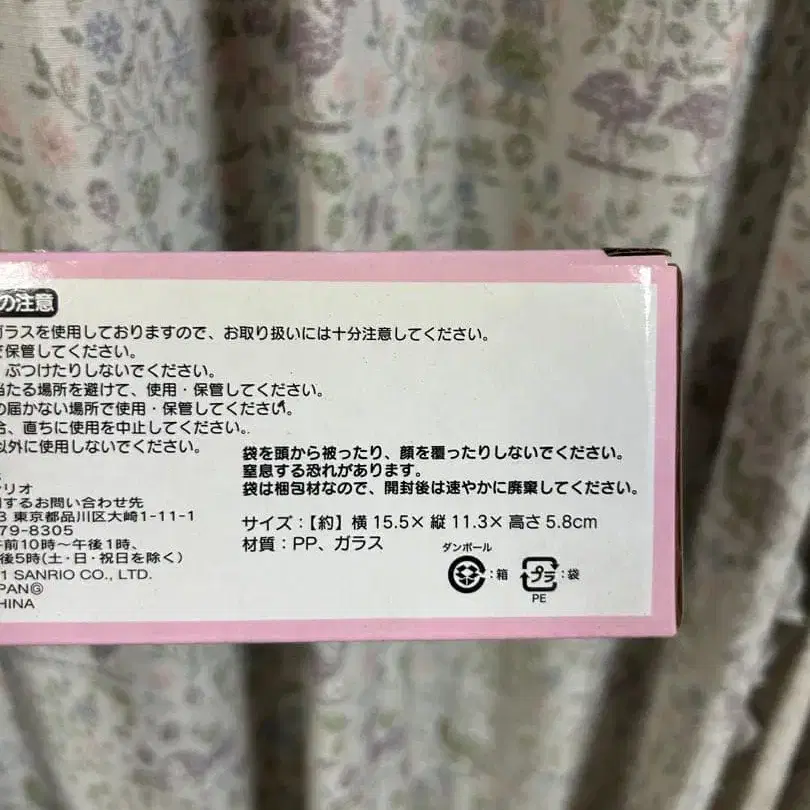 の注意
ガラスを使用しておりますので、お取り扱いには十分注意してください。
で保管してください。
ぶつけたりしないでください。
当たる場所を避けて、使用・保管してください。
の届かない場所で使用・保管してください。
合、直ちに使用を中止してください。
以外に使用しないでください。
袋を頭から被ったり、顔を覆ったりしないでください。
窒息する恐れがあります。
袋は梱包材なので、開封後は速やかに廃棄してください。
サイズ：【約】横 15.5× 縦 11.3× 高さ 5.8cm
材質：PP、ガラス
ダンボール
：箱
プラ
：袋
PE
ンリオ
するお問い合わせ先
3 東京都品川区大崎1-11-1
79-8305
午前10時〜午後1時、
後5時(土・日・祝日を除く)
1 SANRIO CO., LTD.
PANⒼ
HINA